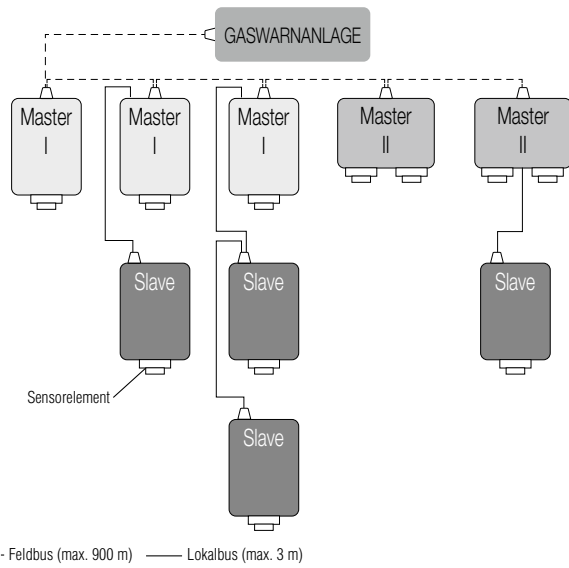 GASWARNANLAGE
Master
I
Master
I
Master
I
Master
II
Master
II
Slave
Slave
Slave
Sensorelement
Slave
- Feldbus (max. 900 m) —— Lokalbus (max. 3 m)